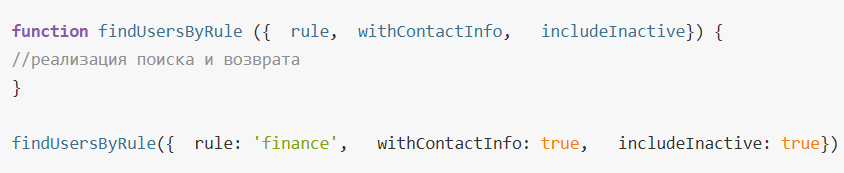 function findUsersByRule ({  rule,  withContactInfo,   includeInactive}) {
//реализация поиска и возврата
}
findUsersByRule({  rule: 'finance',   withContactInfo: true,   includeInactive: true})